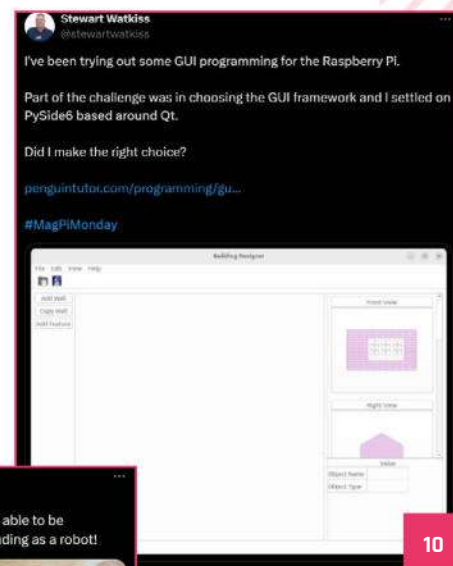 Stewart Watkiss
@stewartwatkiss
I've been trying out some GUI programming for the Raspberry Pi.
Part of the challenge was in choosing the GUI framework and I settled on
PySide6 based around Qt.
Did I make the right choice?
penguintutor.com/programming/gu...
#MagPiMonday
Building Designer
File Edit View Help
Add Wall
Copy Wall
Add Feature
Front View
Right View
Value
Object Name
Object Type
able to be
ding as a robot!
10